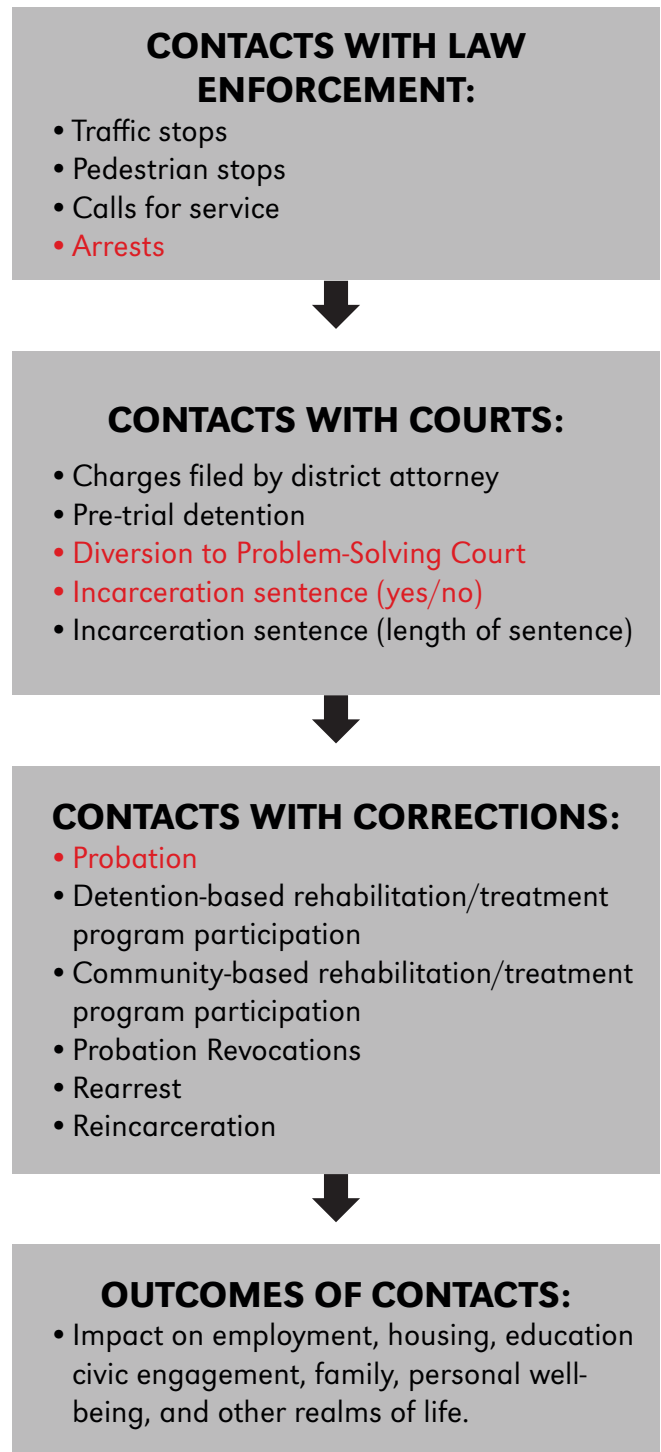 CONTACTS WITH LAW
ENFORCEMENT:
• Traffic stops
• Pedestrian stops
• Calls for service
• Arrests
CONTACTS WITH COURTS:
• Charges filed by district attorney
• Pre-trial detention
• Diversion to Problem-Solving Court
• Incarceration sentence (yes/no)
• Incarceration sentence (length of sentence)
CONTACTS WITH CORRECTIONS:
• Probation
• Detention-based rehabilitation/treatment
program participation
• Community-based rehabilitation/treatment
program participation
• Probation Revocations
• Rearrest
• Reincarceration
OUTCOMES OF CONTACTS:
• Impact on employment, housing, education
civic engagement, family, personal well-
being, and other realms of life.